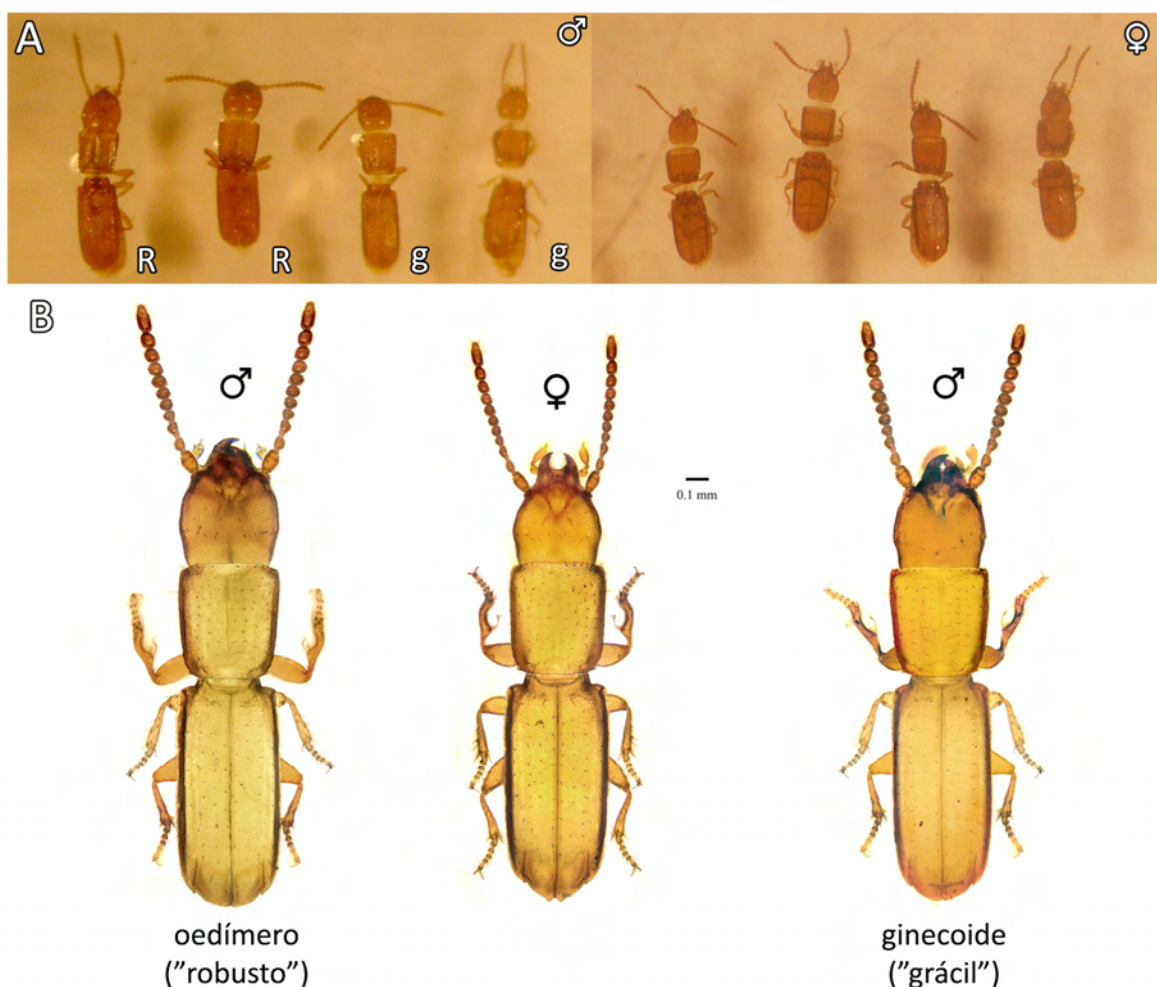 A
♂
♀
R
R
g
g
B
♂
♀
♂
0.1 mm
oedímero
("robusto")
ginecoide
("grácil")